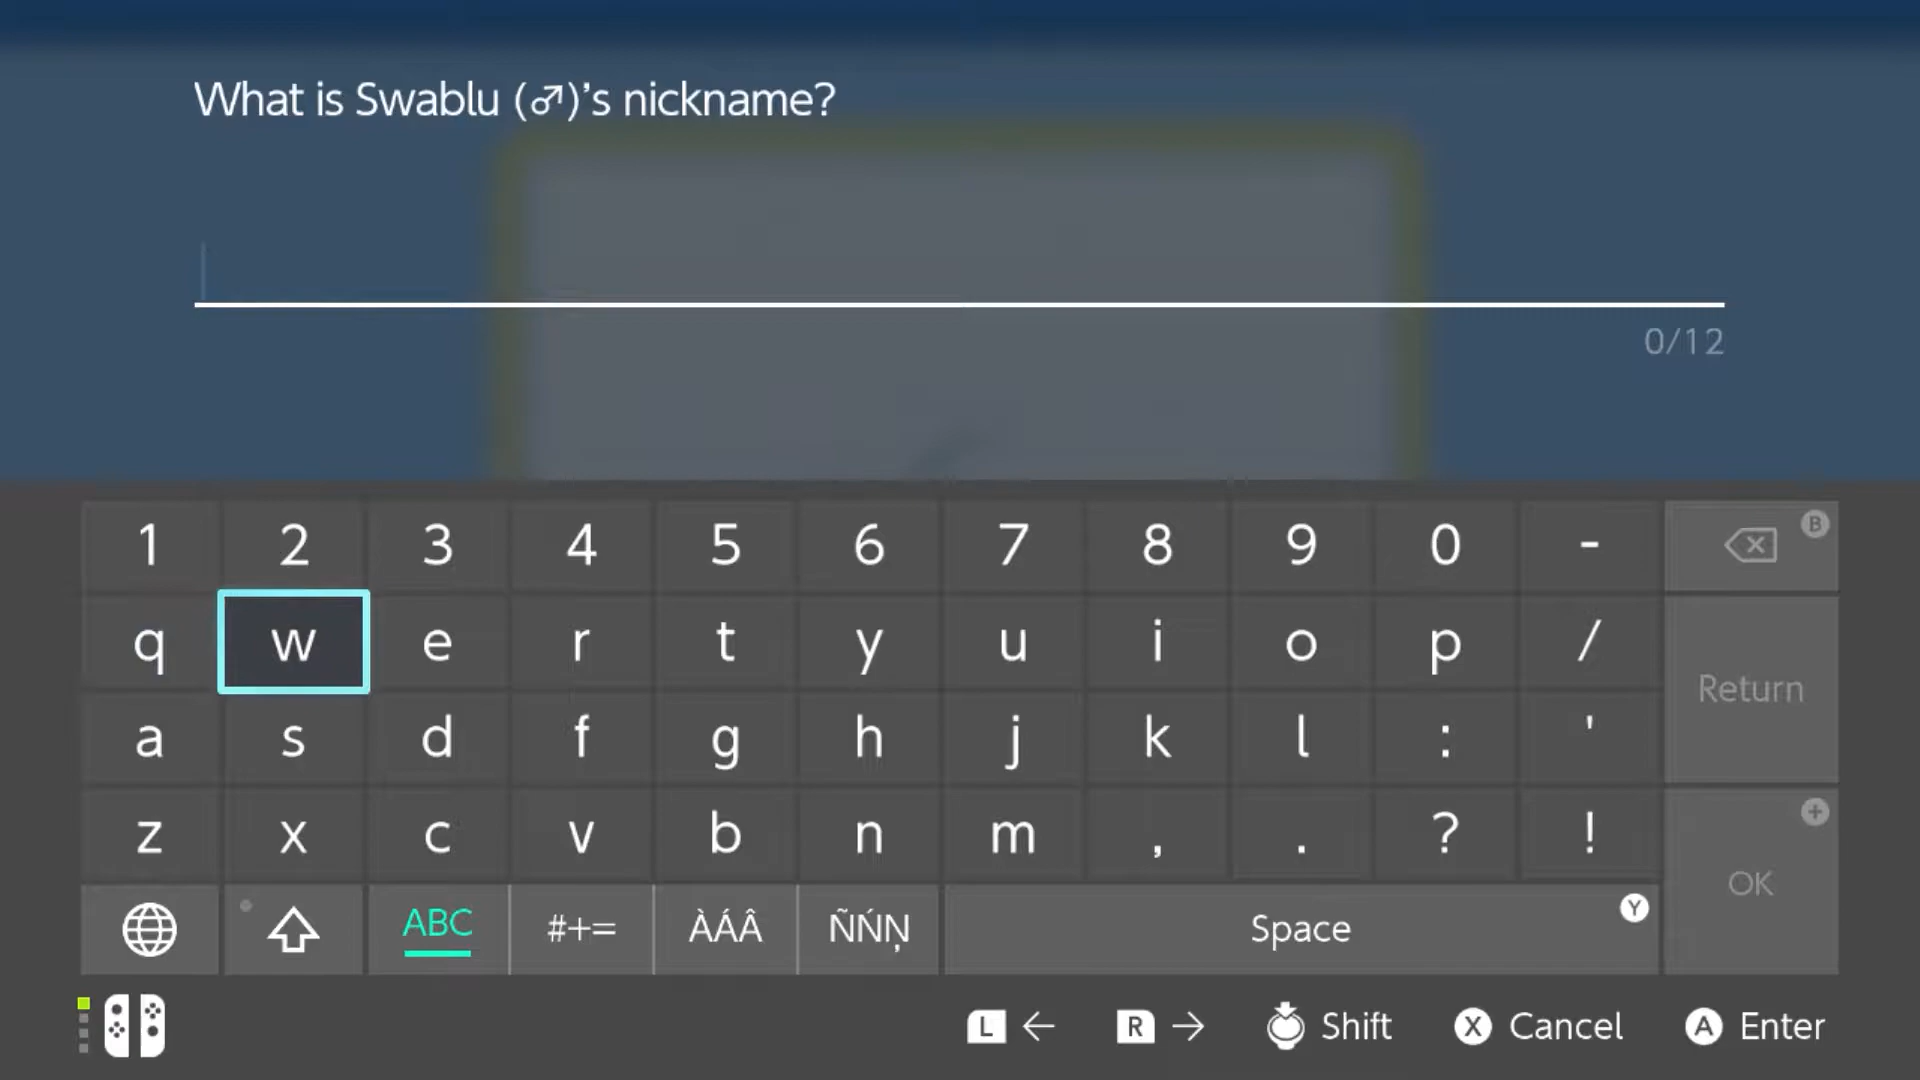 What is Swablu (♂)’s nickname?
0/12
1 2 3 4 5 6 7 8 9 0 - B
q w e r t y u i o p /
Return
a s d f g h j k l : '
z x c v b n m , . ? ! +
OK
ABC #+= ÀÁÂ ÑŃŅ Space Y
L ← R → Shift X Cancel A Enter